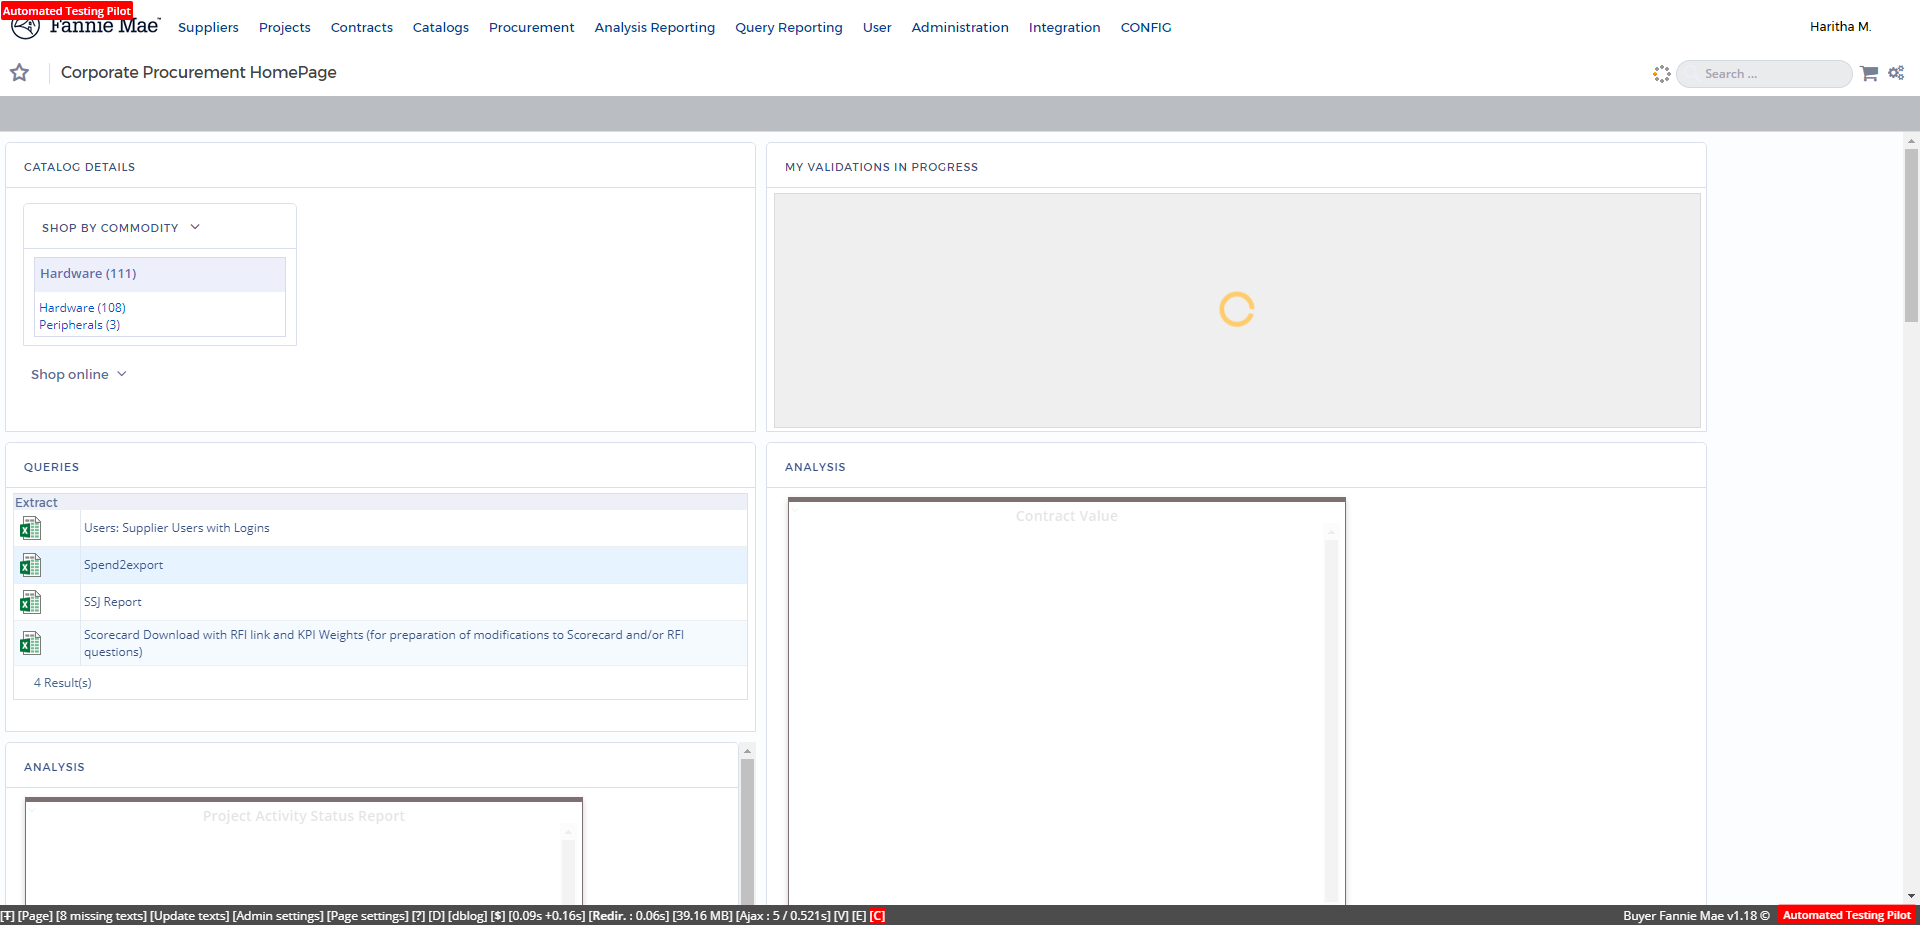 Automated Testing Pilot
Fannie Mae™
Suppliers Projects Contracts Catalogs Procurement Analysis Reporting Query Reporting User Administration Integration CONFIG
Haritha M.
Corporate Procurement HomePage
Search ...
CATALOG DETAILS
SHOP BY COMMODITY
Hardware (111)
Hardware (108)
Peripherals (3)
Shop online
MY VALIDATIONS IN PROGRESS
QUERIES
Extract
Users: Supplier Users with Logins
Spend2export
SSJ Report
Scorecard Download with RFI link and KPI Weights (for preparation of modifications to Scorecard and/or RFI
questions)
4 Result(s)
ANALYSIS
Contract Value
ANALYSIS
Project Activity Status Report
[T] [Page] [8 missing texts] [Update texts] [Admin settings] [Page settings] [?] [D] [dblog] [$] [0.09s +0.16s] [Redir. : 0.06s] [39.16 MB] [Ajax : 5 / 0.521s] [V] [E] [C]
Buyer Fannie Mae v1.18 © Automated Testing Pilot